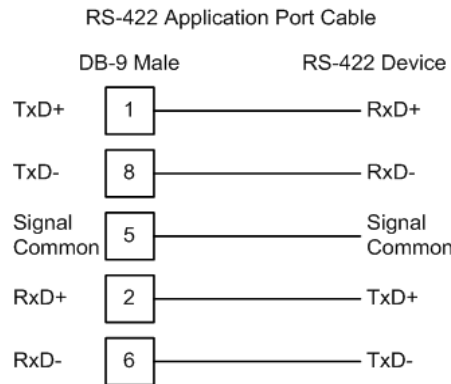 RS-422 Application Port Cable
DB-9 Male RS-422 Device
TxD+ 1 RxD+
TxD- 8 RxD-
Signal Common 5 Signal Common
RxD+ 2 TxD+
RxD- 6 TxD-